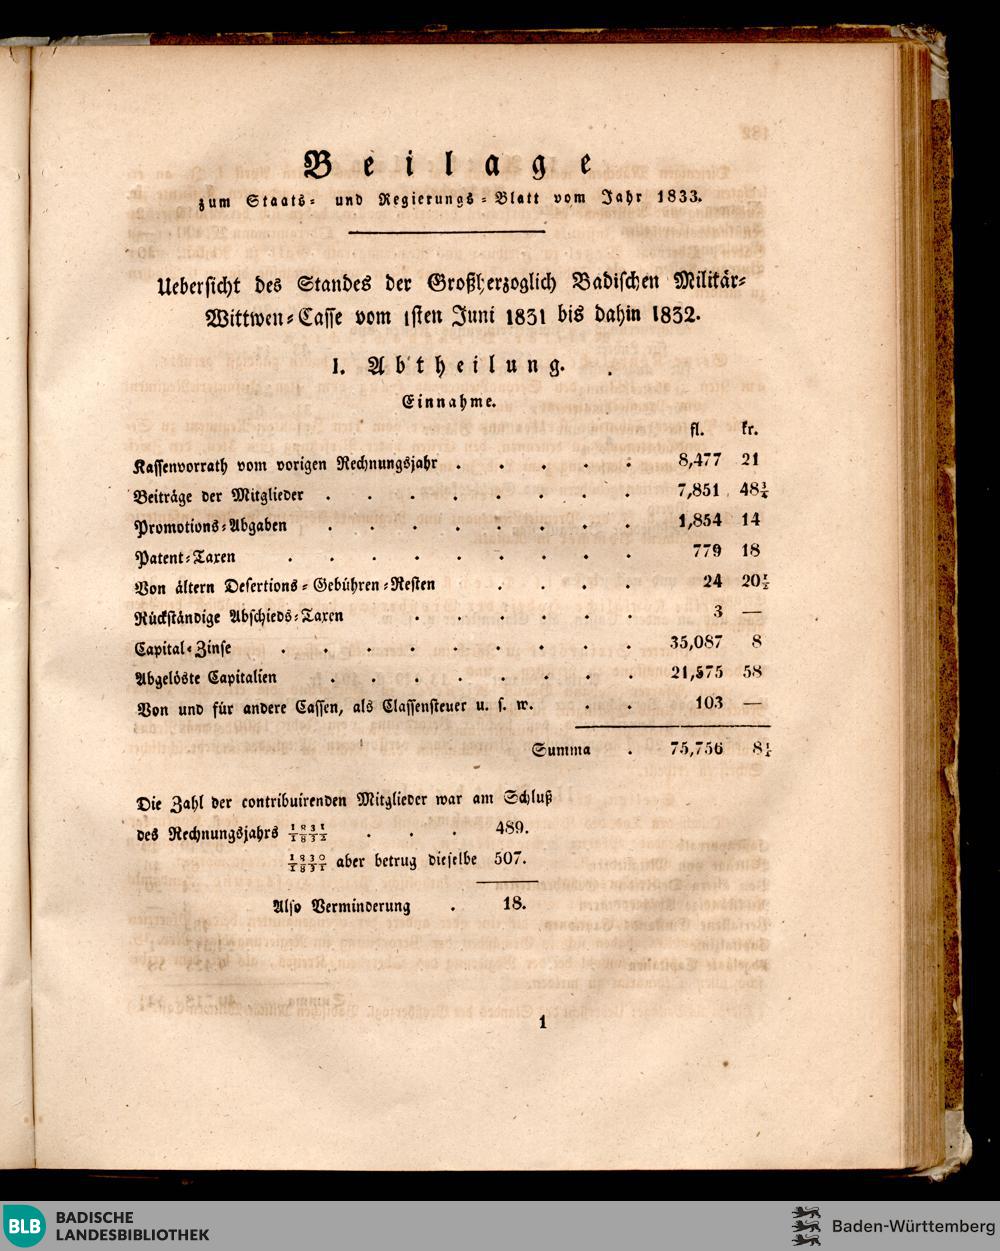 Beilage
zum Staats- und Regierungs-Blatt vom Jahr 1833.
Uebersicht des Standes der Großherzoglich Badischen Militär-
Wittwen-Casse vom 1sten Juni 1831 bis dahin 1832.
I. Abtheilung.
Einnahme.
fl. kr.
Kassenvorrath vom vorigen Rechnungsjahr . . . . . 8,477 21
Beiträge der Mitglieder . . . . . . . . 7,851 48¾
Promotions-Abgaben . . . . . . . . 1,854 14
Patent-Taxen . . . . . . . . . 779 18
Von ältern Desertions-Gebühren-Resten . . . . 24 20½
Rückständige Abschieds-Taxen . . . . . . 3 —
Capital-Zinse . . . . . . . . . 35,087 8
Abgelöste Capitalien . . . . . . . . 21,575 58
Von und für andere Cassen, als Classensteuer u. s. w. . . 103 —
Summa . 75,756 8¼
Die Zahl der contribuirenden Mitglieder war am Schluß
des Rechnungsjahrs 1831/1832 . . . 489.
1830/1831 aber betrug dieselbe 507.
Also Verminderung . 18.
1
BLB BADISCHE
LANDESBIBLIOTHEK
Baden-Württemberg